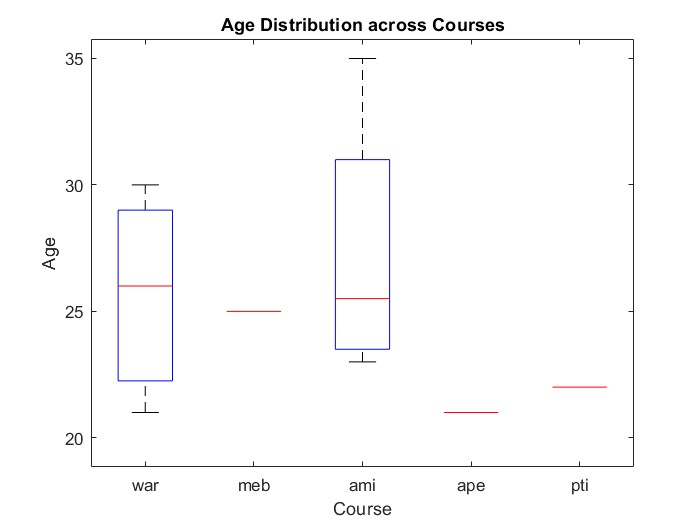 Age Distribution across Courses
35
30
25
20
Age
war meb ami ape pti
Course